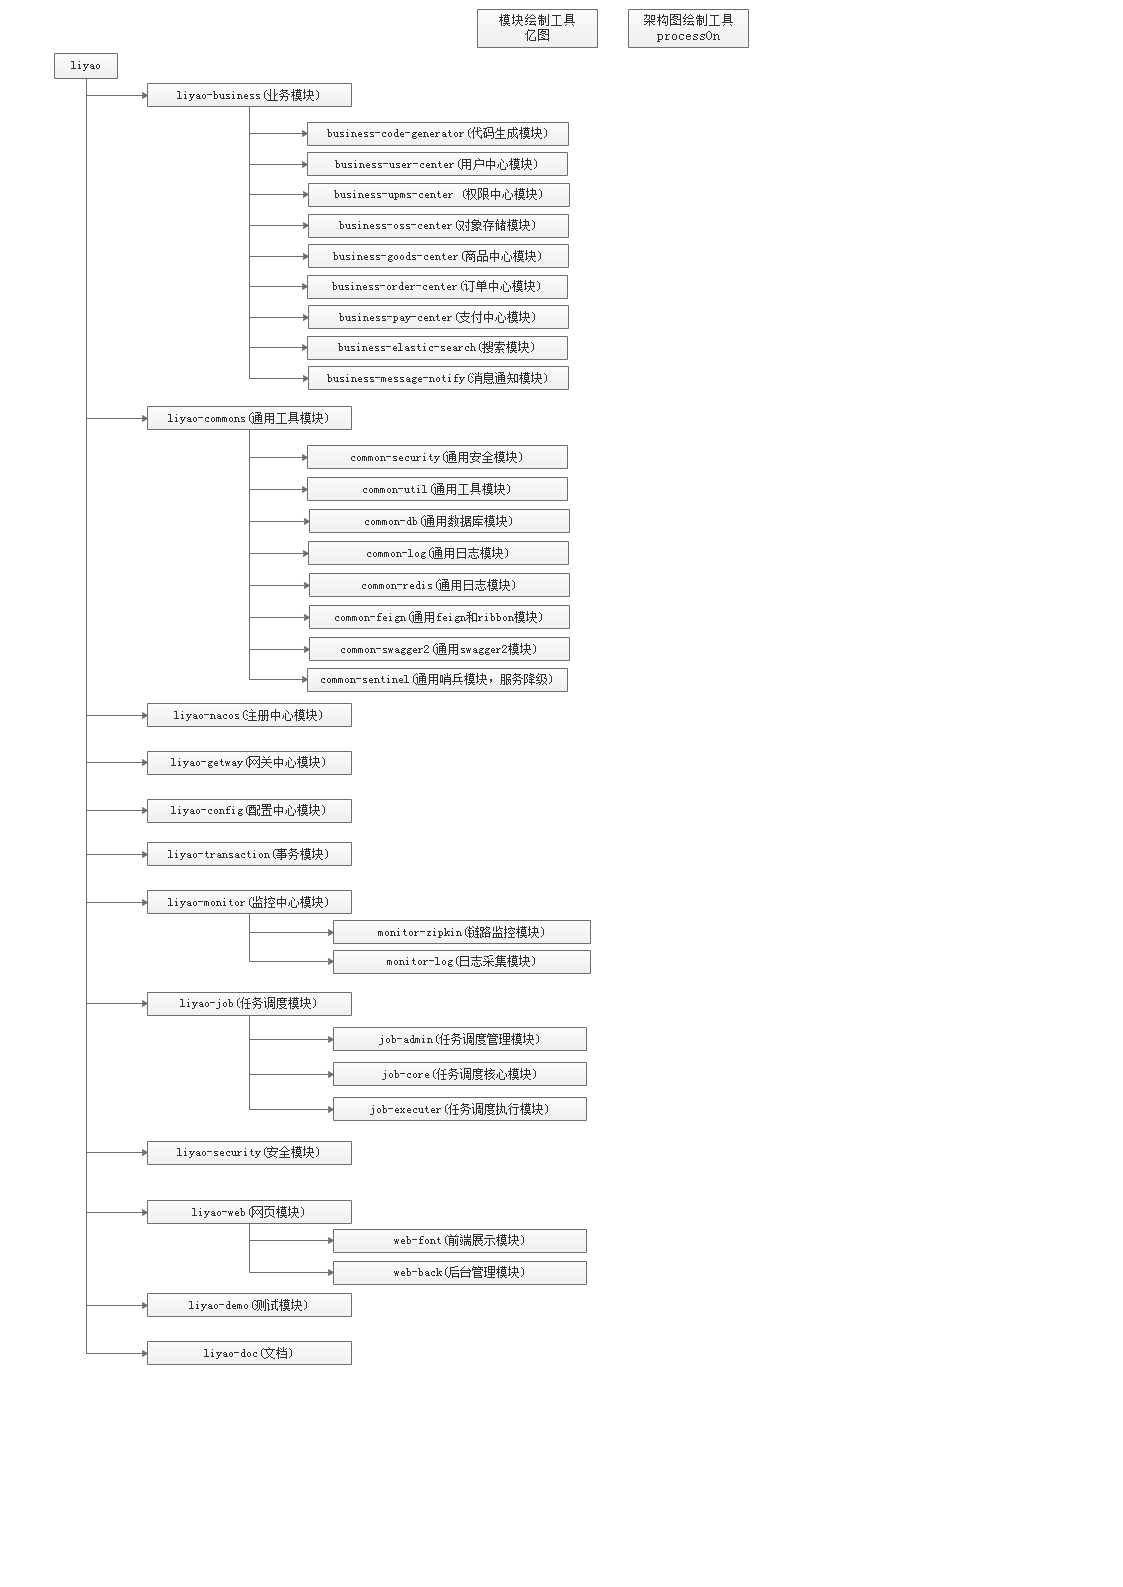 模块绘制工具
亿图
架构图绘制工具
processOn
liyao
liyao-business(业务模块)
business-code-generator(代码生成模块)
business-user-center(用户中心模块)
business-upms-center (权限中心模块)
business-oss-center(对象存储模块)
business-goods-center(商品中心模块)
business-order-center(订单中心模块)
business-pay-center(支付中心模块)
business-elastic-search(搜索模块)
business-message-notify(消息通知模块)
liyao-commons(通用工具模块)
common-security(通用安全模块)
common-util(通用工具模块)
common-db(通用数据库模块)
common-log(通用日志模块)
common-redis(通用日志模块)
common-feign(通用feign和ribbon模块)
common-swagger2(通用swagger2模块)
common-sentinel(通用哨兵模块，服务降级)
liyao-nacos(注册中心模块)
liyao-getway(网关中心模块)
liyao-config(配置中心模块)
liyao-transaction(事务模块)
liyao-monitor(监控中心模块)
monitor-zipkin(链路监控模块)
monitor-log(日志采集模块)
liyao-job(任务调度模块)
job-admin(任务调度管理模块)
job-core(任务调度核心模块)
job-executer(任务调度执行模块)
liyao-security(安全模块)
liyao-web(网页模块)
web-font(前端展示模块)
web-back(后台管理模块)
liyao-demo(测试模块)
liyao-doc(文档)